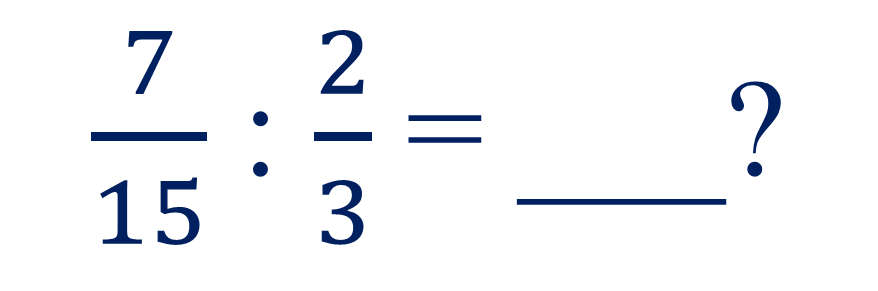 7/15 : 2/3 = ___?